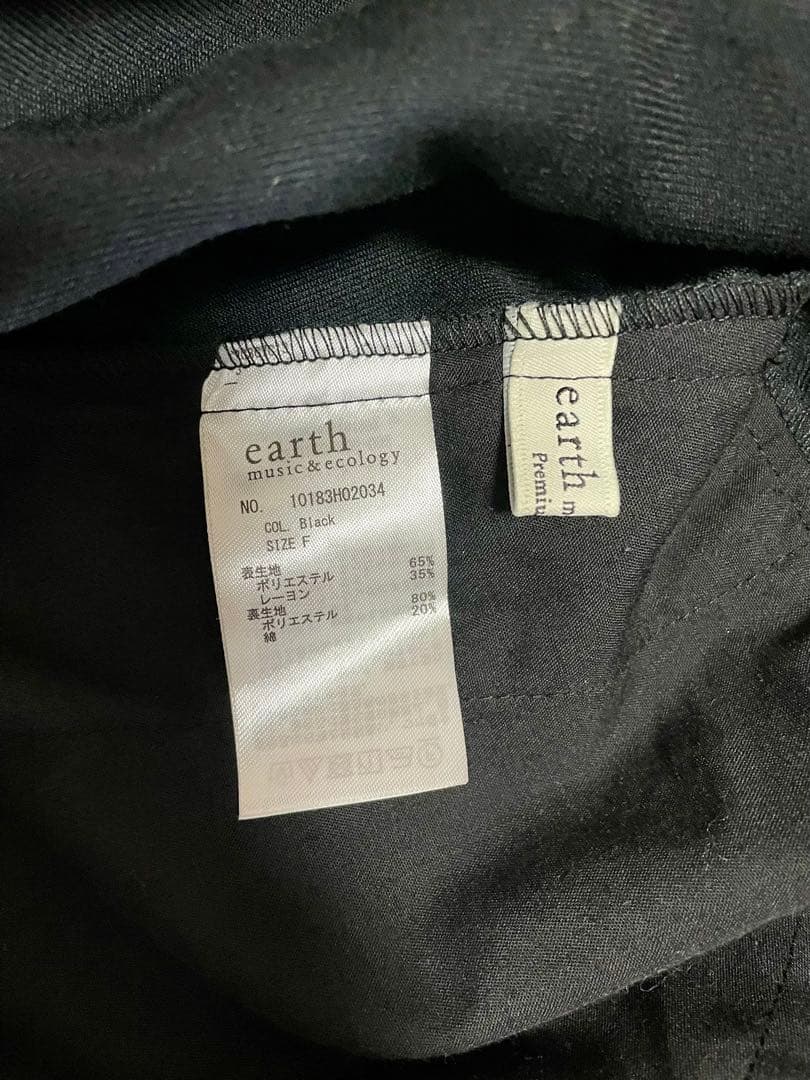 earth
music&ecology
NO. 10183H02034
COL. Black
SIZE F
表生地
ポリエステル 65%
レーヨン 35%
裏生地
ポリエステル 80%
綿 20%
earth m
Premiu